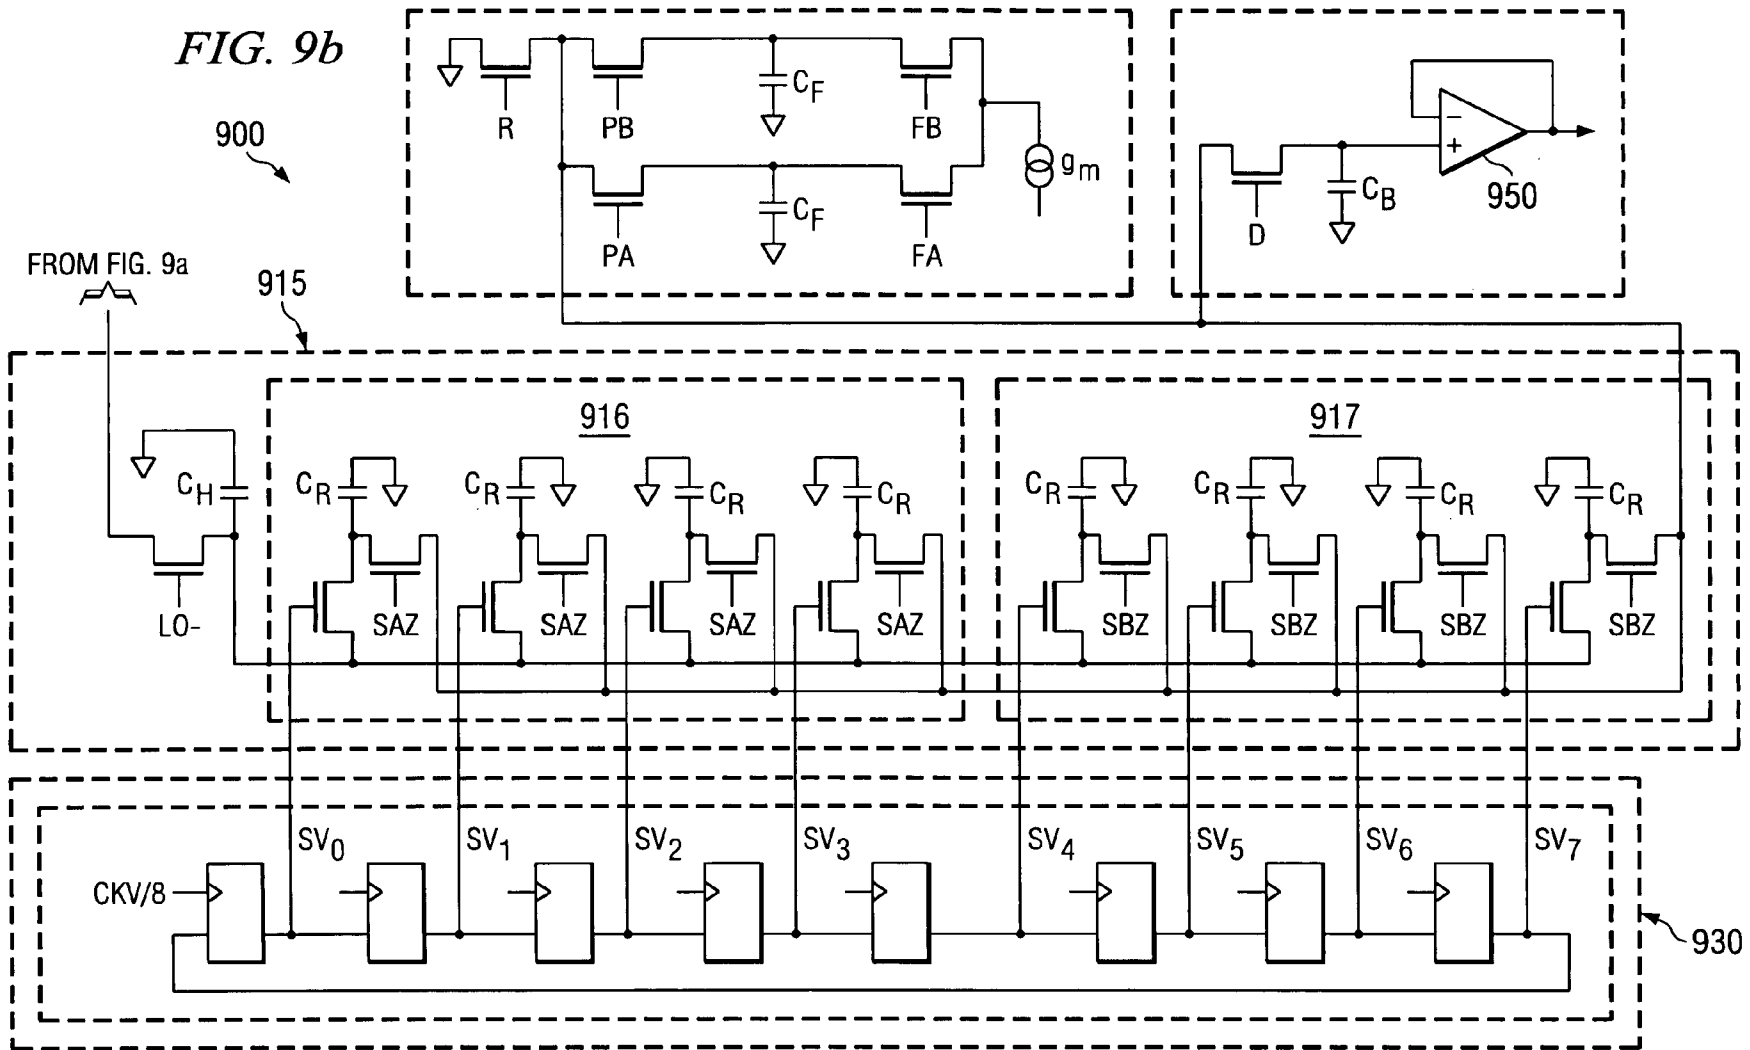 FIG. 9b
900
R
PB
C_F
FB
PA
C_F
FA
g_m
D
C_B
−
+
950
FROM FIG. 9a
915
916
917
C_H
C_R
C_R
C_R
C_R
C_R
C_R
C_R
C_R
LO-
SAZ
SAZ
SAZ
SAZ
SBZ
SBZ
SBZ
SBZ
SV_0
SV_1
SV_2
SV_3
SV_4
SV_5
SV_6
SV_7
CKV/8
930